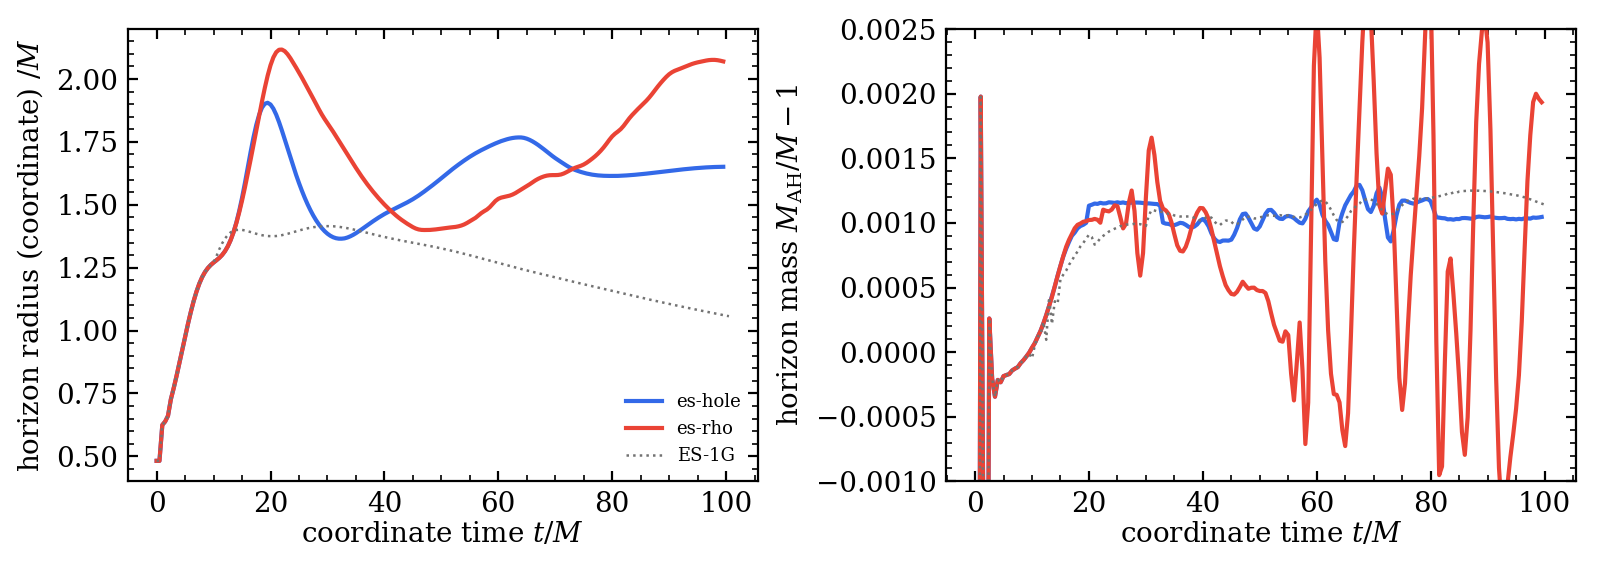 horizon radius (coordinate) /M
2.00
1.75
1.50
1.25
1.00
0.75
0.50
0 20 40 60 80 100
coordinate time t/M
es-hole
es-rho
ES-1G
horizon mass M_AH/M − 1
0.0025
0.0020
0.0015
0.0010
0.0005
0.0000
−0.0005
−0.0010
0 20 40 60 80 100
coordinate time t/M